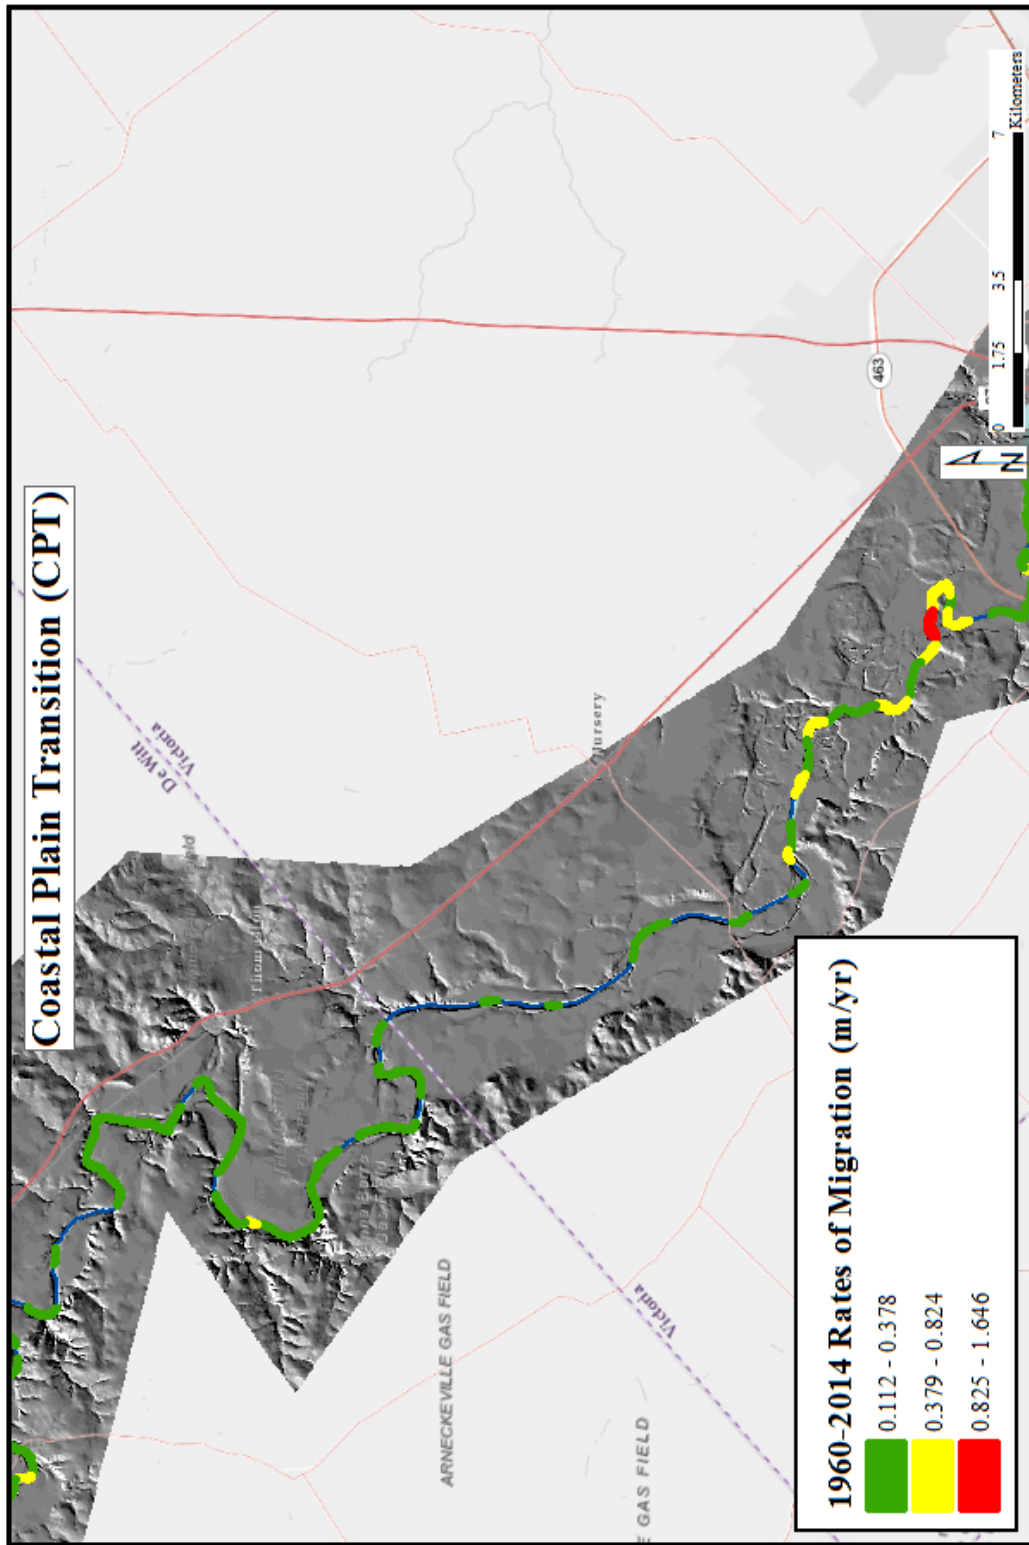 Coastal Plain Transition (CPT)
De Witt
Victoria
Nursery
463
ARNECKEVILLE GAS FIELD
Victoria
E GAS FIELD
N
0 1.75 3.5 7
Kilometers
1960-2014 Rates of Migration (m/yr)
0.112 - 0.378
0.379 - 0.824
0.825 - 1.646